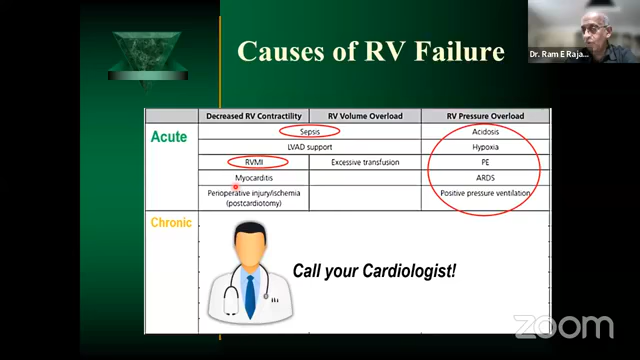 Causes of RV Failure
Dr. Ram E Raja...
Decreased RV Contractility RV Volume Overload RV Pressure Overload
Acute
Sepsis Acidosis
LVAD support Hypoxia
RVMI Excessive transfusion PE
Myocarditis ARDS
Perioperative injury/ischemia Positive pressure ventilation
(postcardiotomy)
Chronic
Call your Cardiologist!
zoom